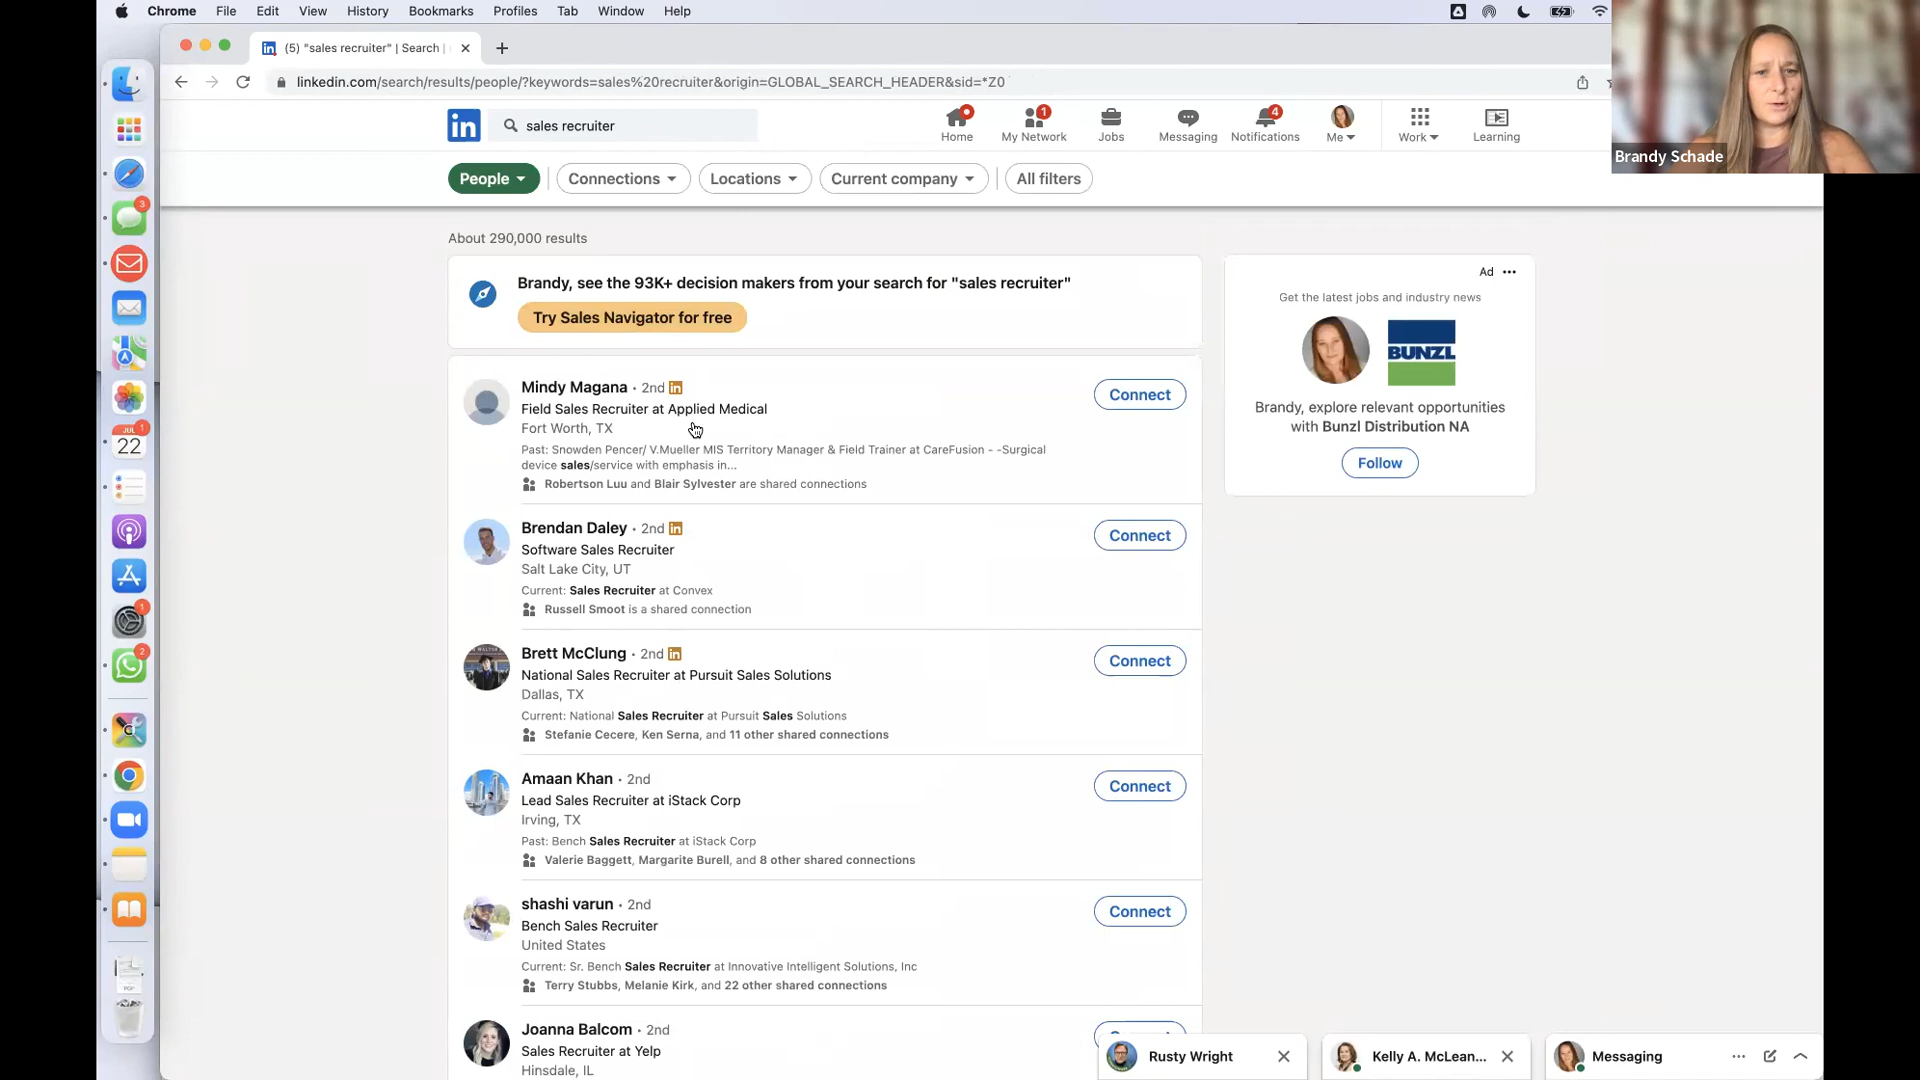 Chrome File Edit View History Bookmarks Profiles Tab Window Help
(5) "sales recruiter" | Search |
linkedin.com/search/results/people/?keywords=sales%20recruiter&origin=GLOBAL_SEARCH_HEADER&sid=*Z0
Brandy Schade
in sales recruiter
Home
1
My Network
Jobs
Messaging
4
Notifications
Me
Work
Learning
People Connections Locations Current company All filters
About 290,000 results
Brandy, see the 93K+ decision makers from your search for "sales recruiter"
Try Sales Navigator for free
Mindy Magana • 2nd in
Field Sales Recruiter at Applied Medical
Fort Worth, TX
Past: Snowden Pencer/ V.Mueller MIS Territory Manager & Field Trainer at CareFusion - -Surgical
device sales/service with emphasis in...
Robertson Luu and Blair Sylvester are shared connections
Connect
Brendan Daley • 2nd in
Software Sales Recruiter
Salt Lake City, UT
Current: Sales Recruiter at Convex
Russell Smoot is a shared connection
Connect
Brett McClung • 2nd in
National Sales Recruiter at Pursuit Sales Solutions
Dallas, TX
Current: National Sales Recruiter at Pursuit Sales Solutions
Stefanie Cecere, Ken Serna, and 11 other shared connections
Connect
Amaan Khan • 2nd
Lead Sales Recruiter at iStack Corp
Irving, TX
Past: Bench Sales Recruiter at iStack Corp
Valerie Baggett, Margarite Burell, and 8 other shared connections
Connect
shashi varun • 2nd
Bench Sales Recruiter
United States
Current: Sr. Bench Sales Recruiter at Innovative Intelligent Solutions, Inc
Terry Stubbs, Melanie Kirk, and 22 other shared connections
Connect
Joanna Balcom • 2nd
Sales Recruiter at Yelp
Hinsdale, IL
Ad
Get the latest jobs and industry news
BUNZL
Brandy, explore relevant opportunities
with Bunzl Distribution NA
Follow
Rusty Wright
Kelly A. McLean...
Messaging
3
JUL 1
22
1
2